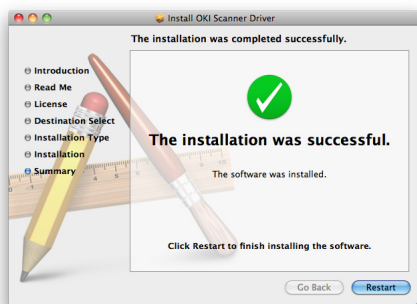 Install OKI Scanner Driver
The installation was completed successfully.
Introduction
Read Me
License
Destination Select
Installation Type
Installation
Summary
The installation was successful.
The software was installed.
Click Restart to finish installing the software.
Go Back
Restart